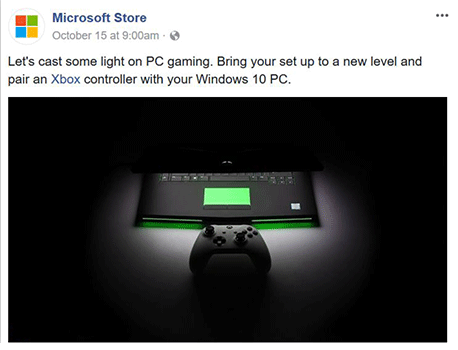 Microsoft Store
October 15 at 9:00am ·
Let's cast some light on PC gaming. Bring your set up to a new level and
pair an Xbox controller with your Windows 10 PC.